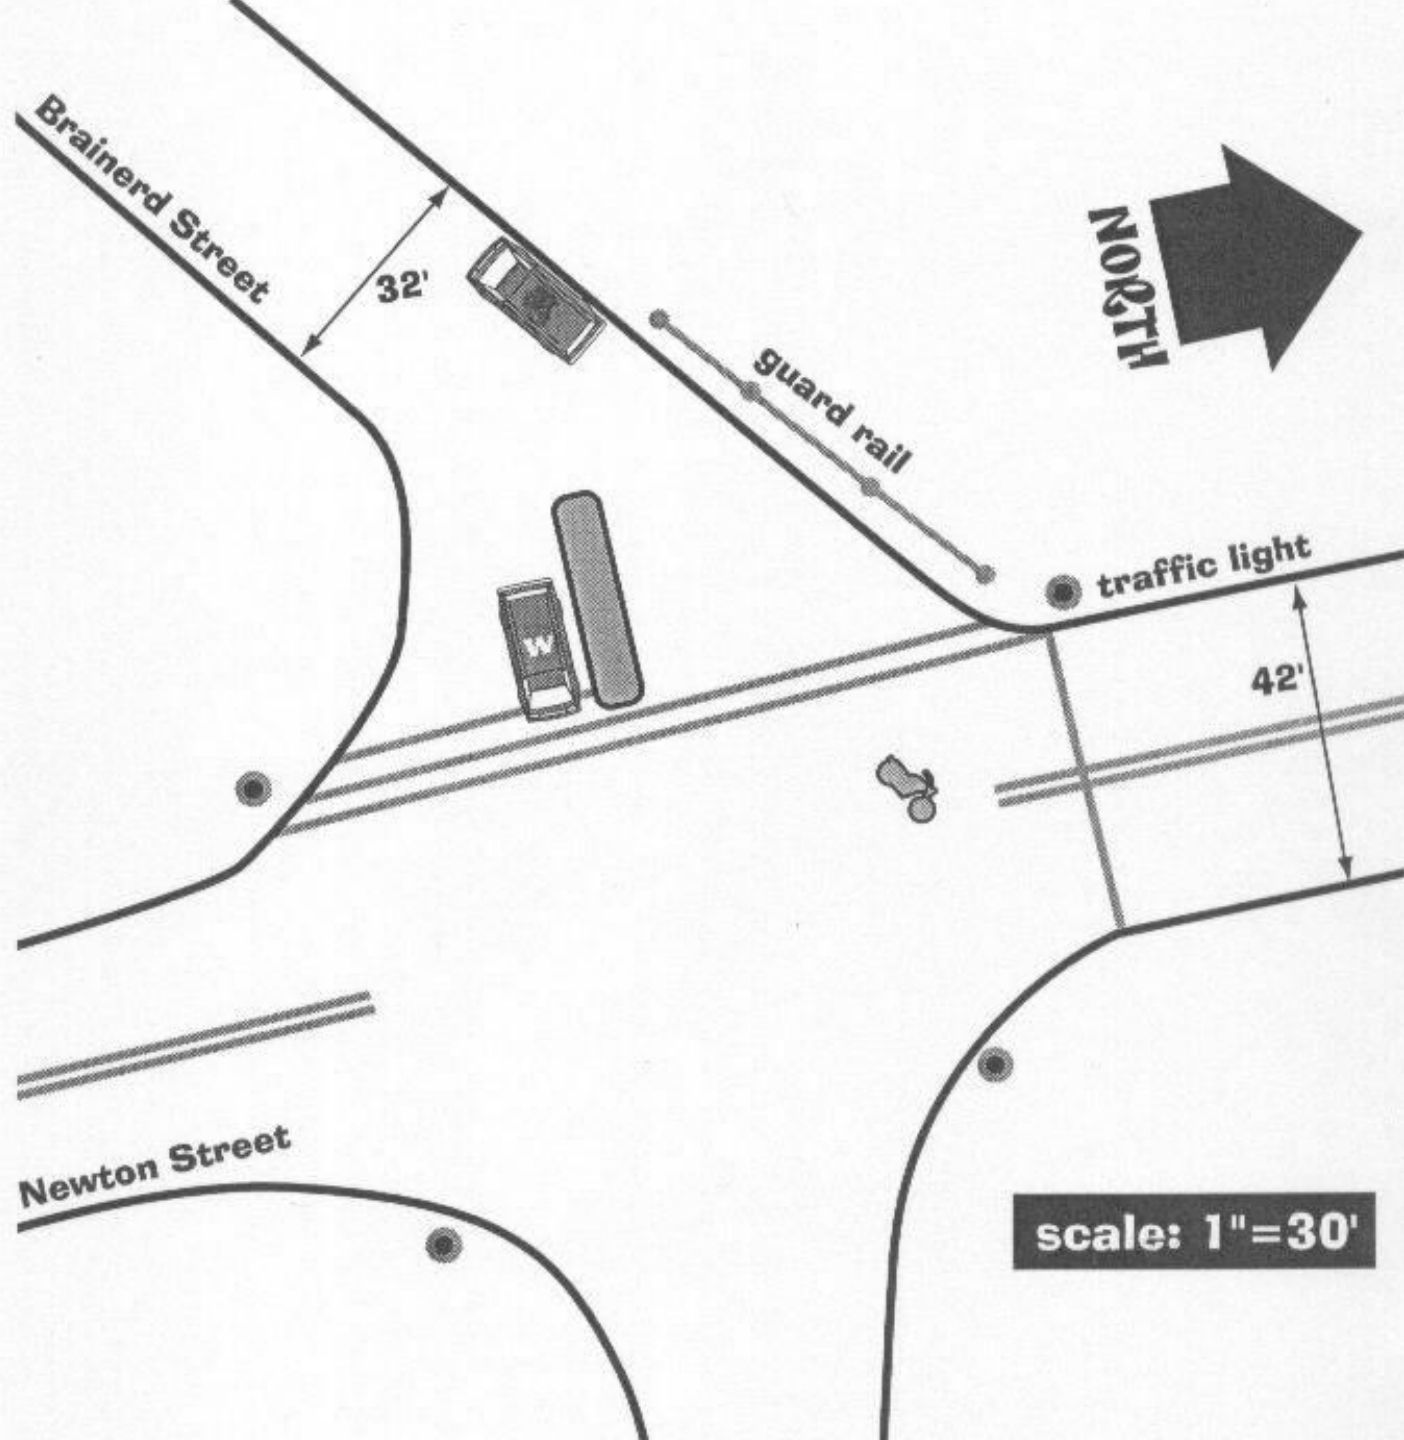 Brainerd Street
32'
NORTH
guard rail
traffic light
W
42'
Newton Street
scale: 1"=30'